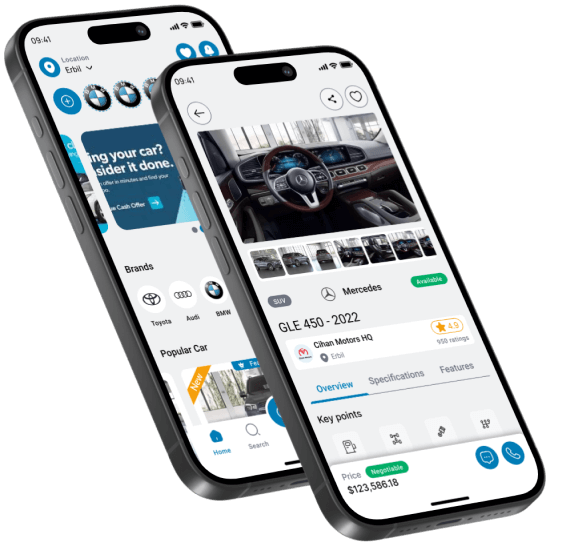 09:41
Location
Erbil
ing your car?
sider it done.
offer in minutes and find your
Cash Offer
Brands
Toyota
Audi
BMW
Popular Car
New
Home
Search
09:41
SUV
Mercedes
Available
GLE 450 - 2022
Cihan Motors HQ
Erbil
4.9
950 ratings
Overview
Specifications
Features
Key points
Price
Negotiable
$123,586.18